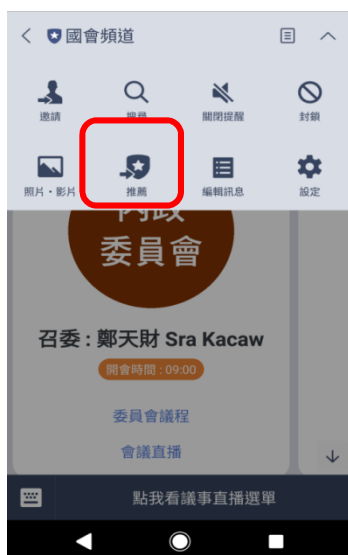 國會頻道
邀請 搜尋 關閉提醒 封鎖
照片・影片 推薦 編輯訊息 設定
內政
委員會
召委 : 鄭天財 Sra Kacaw
開會時間 : 09:00
委員會議程
會議直播
點我看議事直播選單